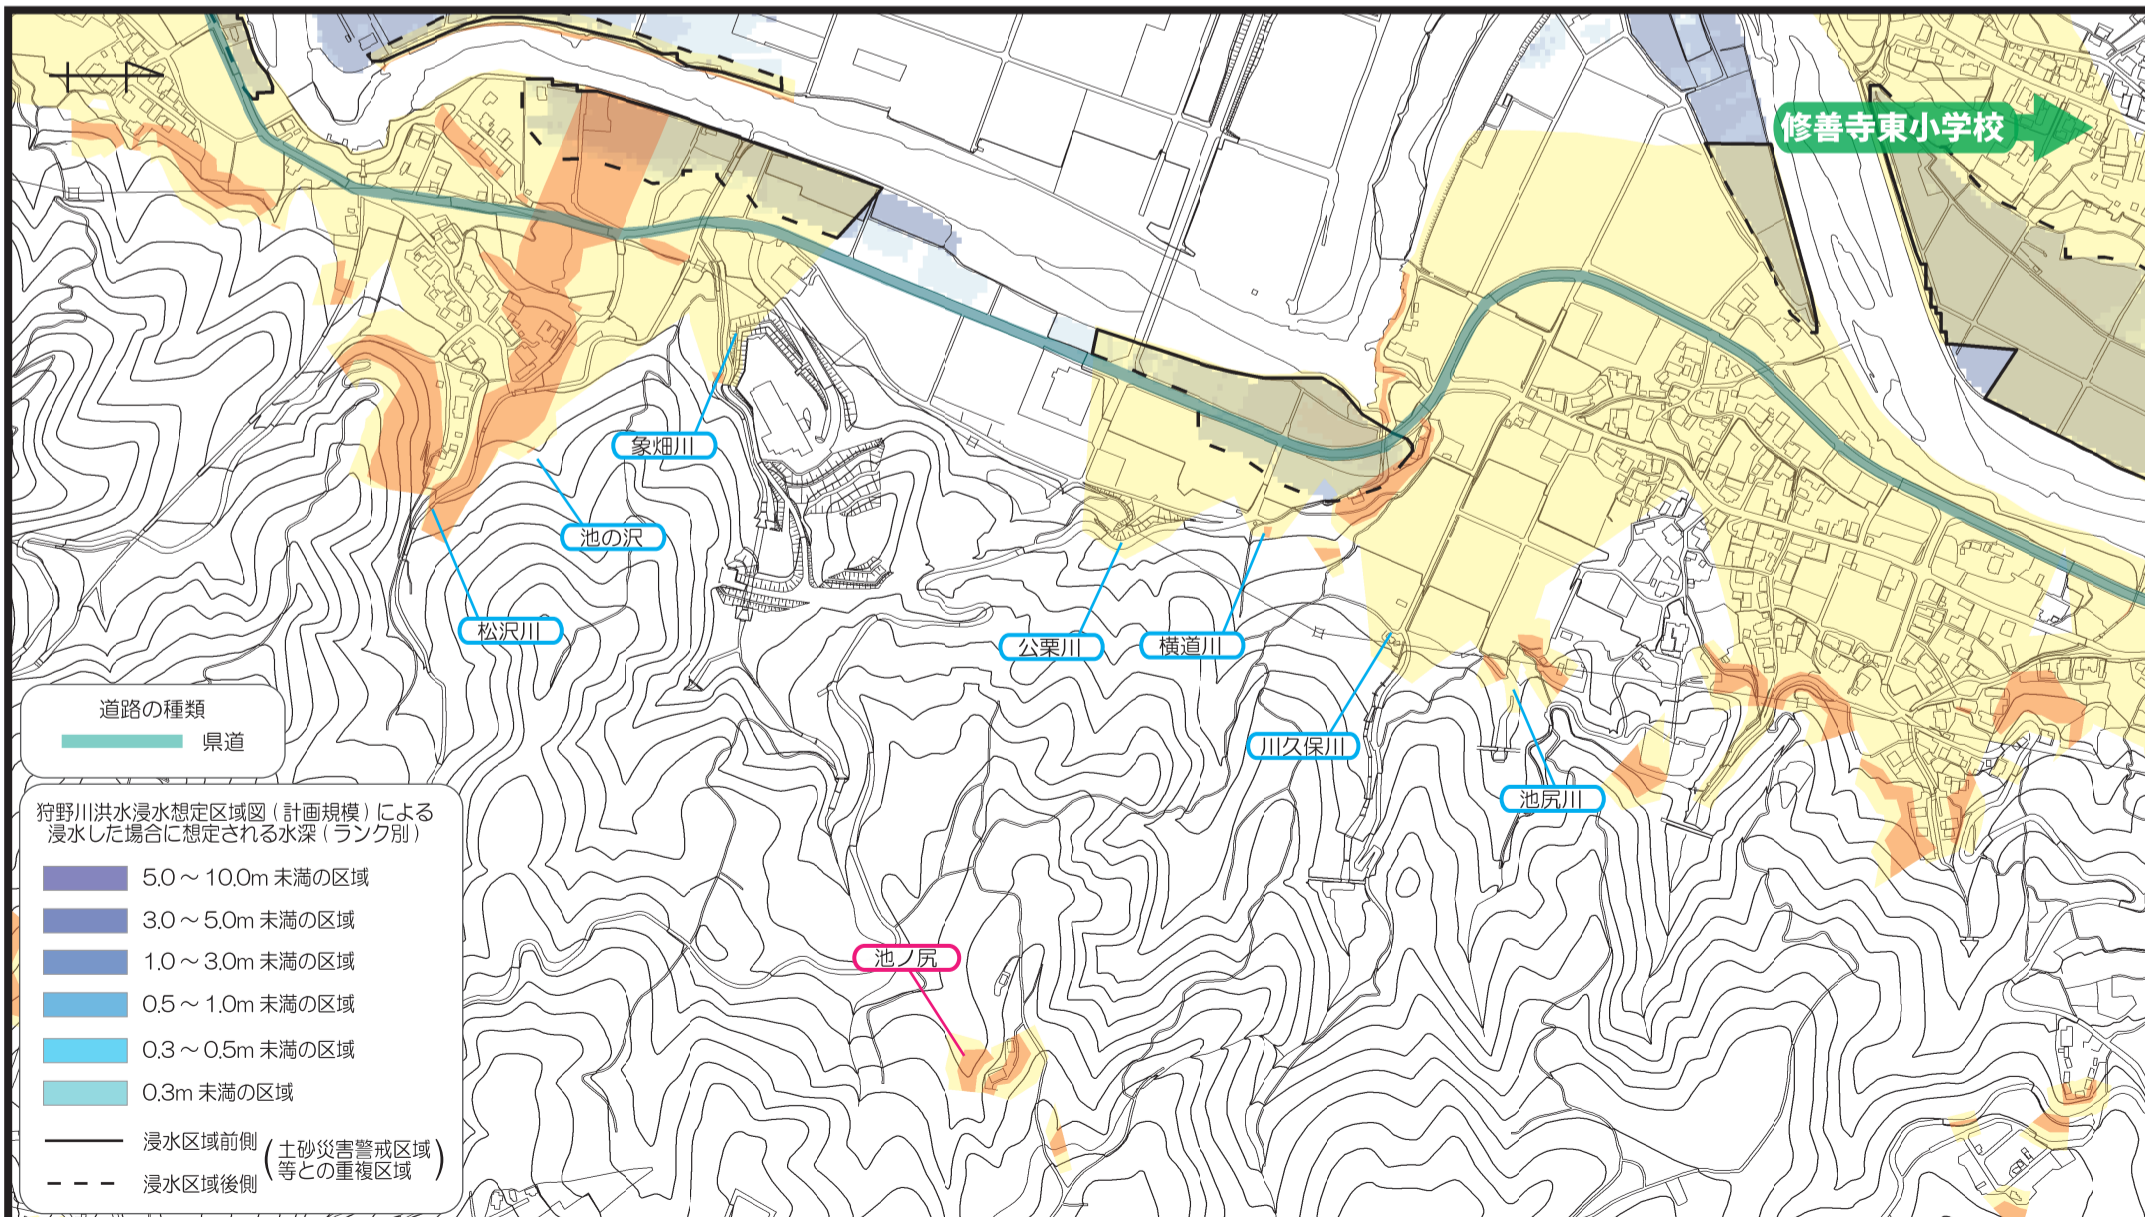 修善寺東小学校
象畑川
池の沢
松沢川
公栗川
横道川
川久保川
池尻川
池ノ尻
道路の種類
県道
狩野川洪水浸水想定区域図(計画規模)による
浸水した場合に想定される水深(ランク別)
5.0～10.0m 未満の区域
3.0～5.0m 未満の区域
1.0～3.0m 未満の区域
0.5～1.0m 未満の区域
0.3～0.5m 未満の区域
0.3m 未満の区域
浸水区域前側
浸水区域後側
(土砂災害警戒区域
等との重複区域)